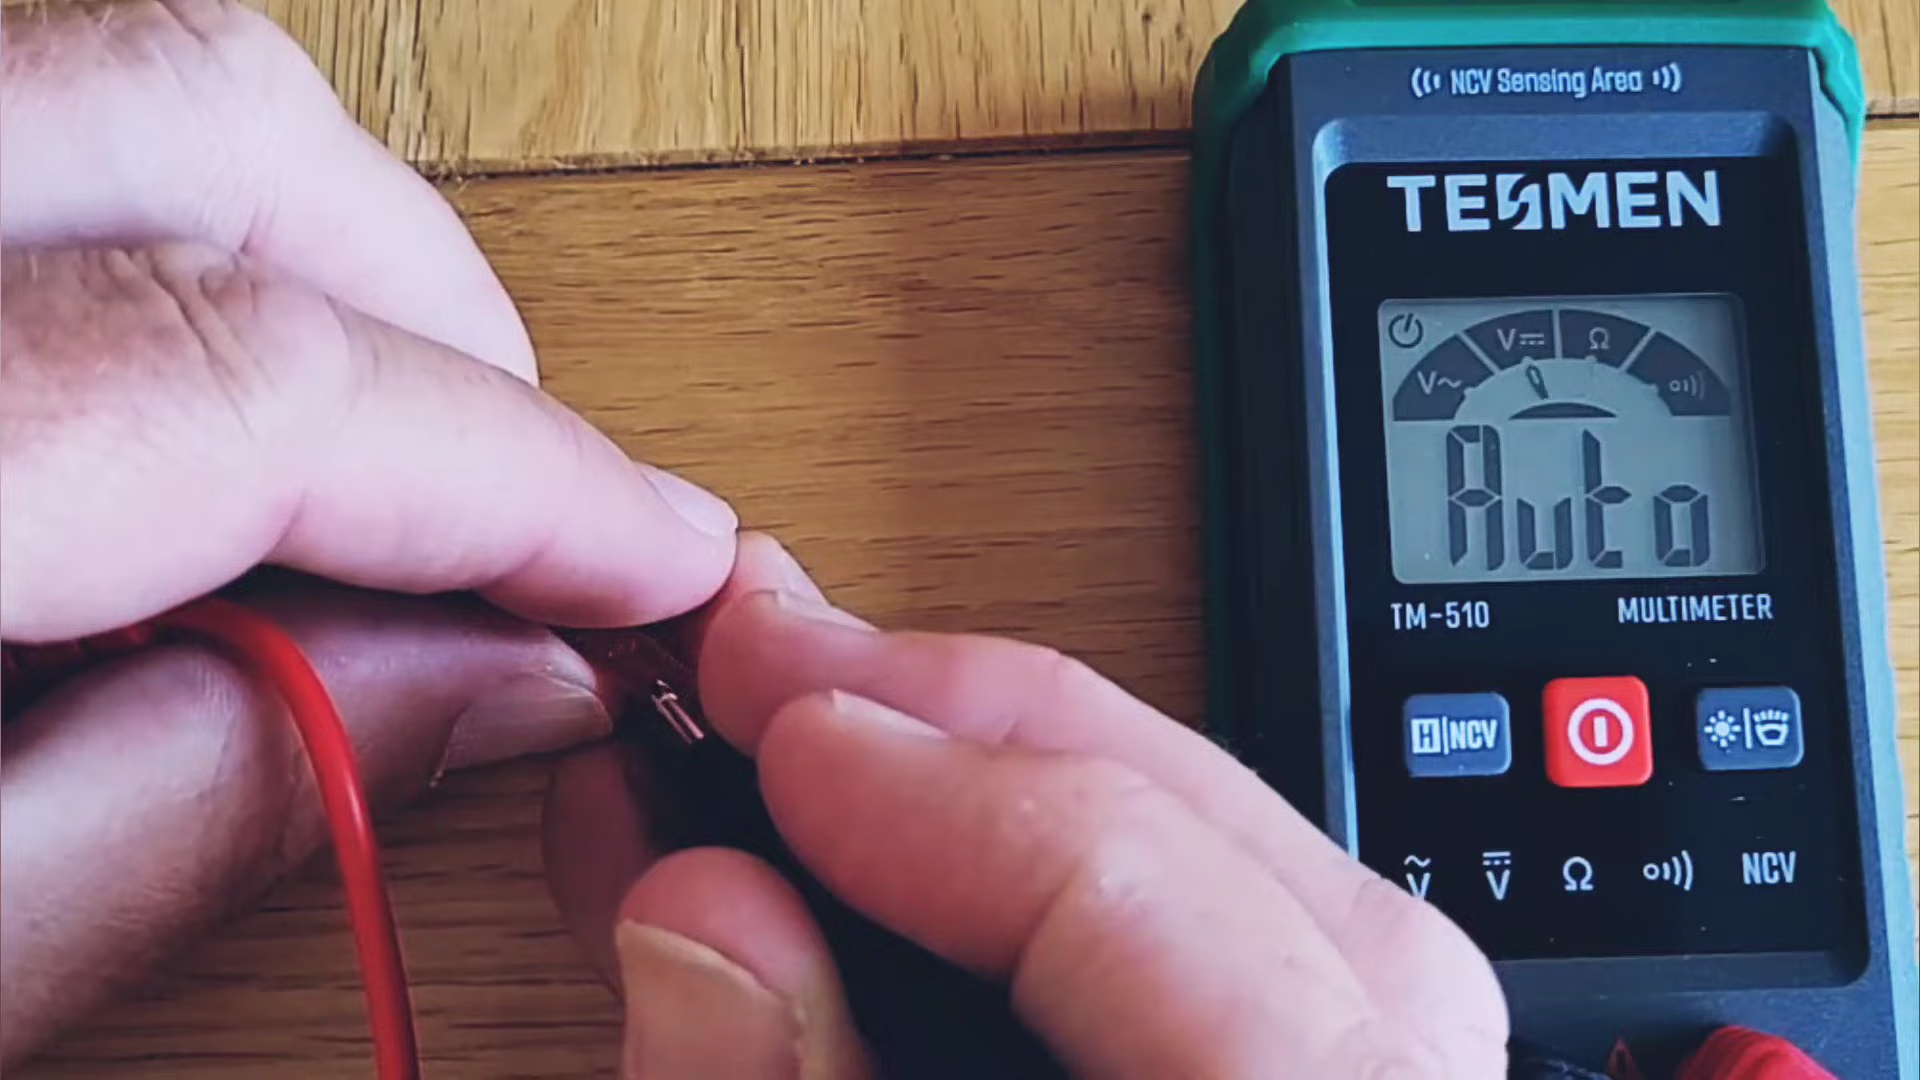 NCV Sensing Area
TESMEN
V~ V⎓ Ω o)))
Auto
TM-510 MULTIMETER
H|NCV
Ṽ V⎓ Ω o))) NCV